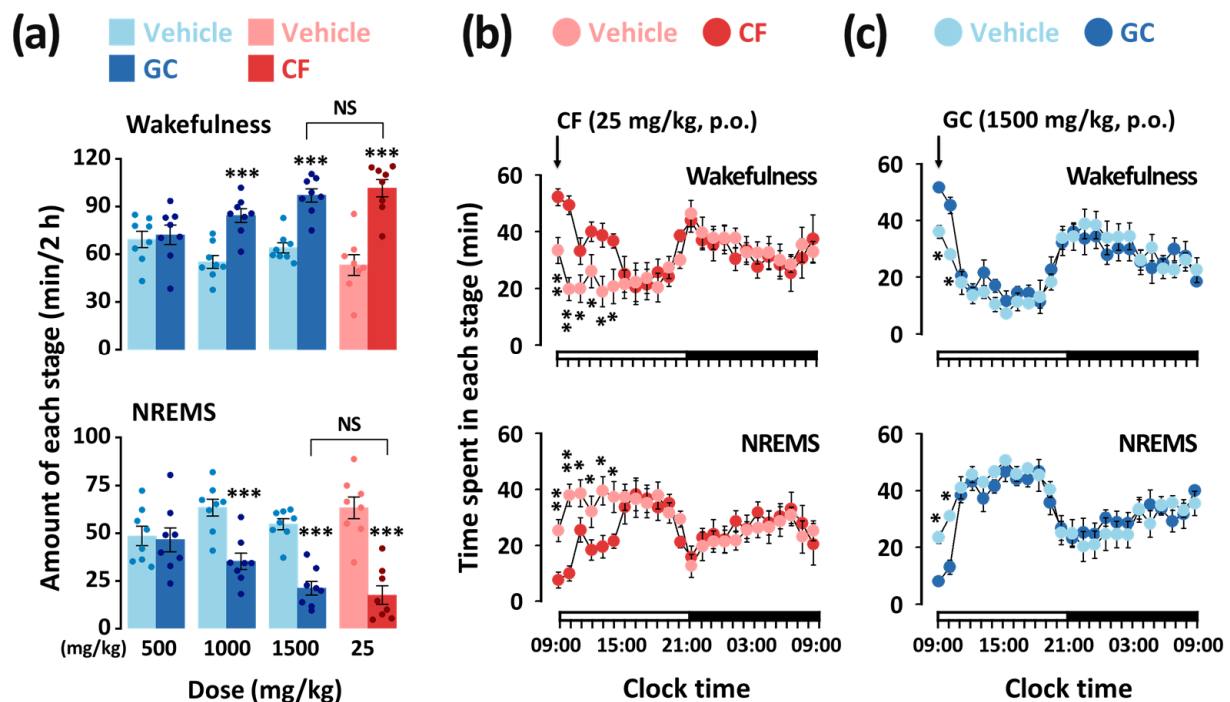 (a)
Vehicle Vehicle
GC CF
NS
Wakefulness
***
***
***
120
90
60
30
0
NS
NREMS
***
***
***
100
75
50
25
0
Amount of each stage (min/2 h)
(mg/kg) 500 1000 1500 25
Dose (mg/kg)
(b)
Vehicle CF
CF (25 mg/kg, p.o.)
Wakefulness
60
40
20
0
**
**
*
*
*
*
NREMS
60
40
20
0
**
**
*
*
*
*
Time spent in each stage (min)
09:00 15:00 21:00 03:00 09:00
Clock time
(c)
Vehicle GC
GC (1500 mg/kg, p.o.)
Wakefulness
60
40
20
0
*
*
NREMS
60
40
20
0
*
*
09:00 15:00 21:00 03:00 09:00
Clock time